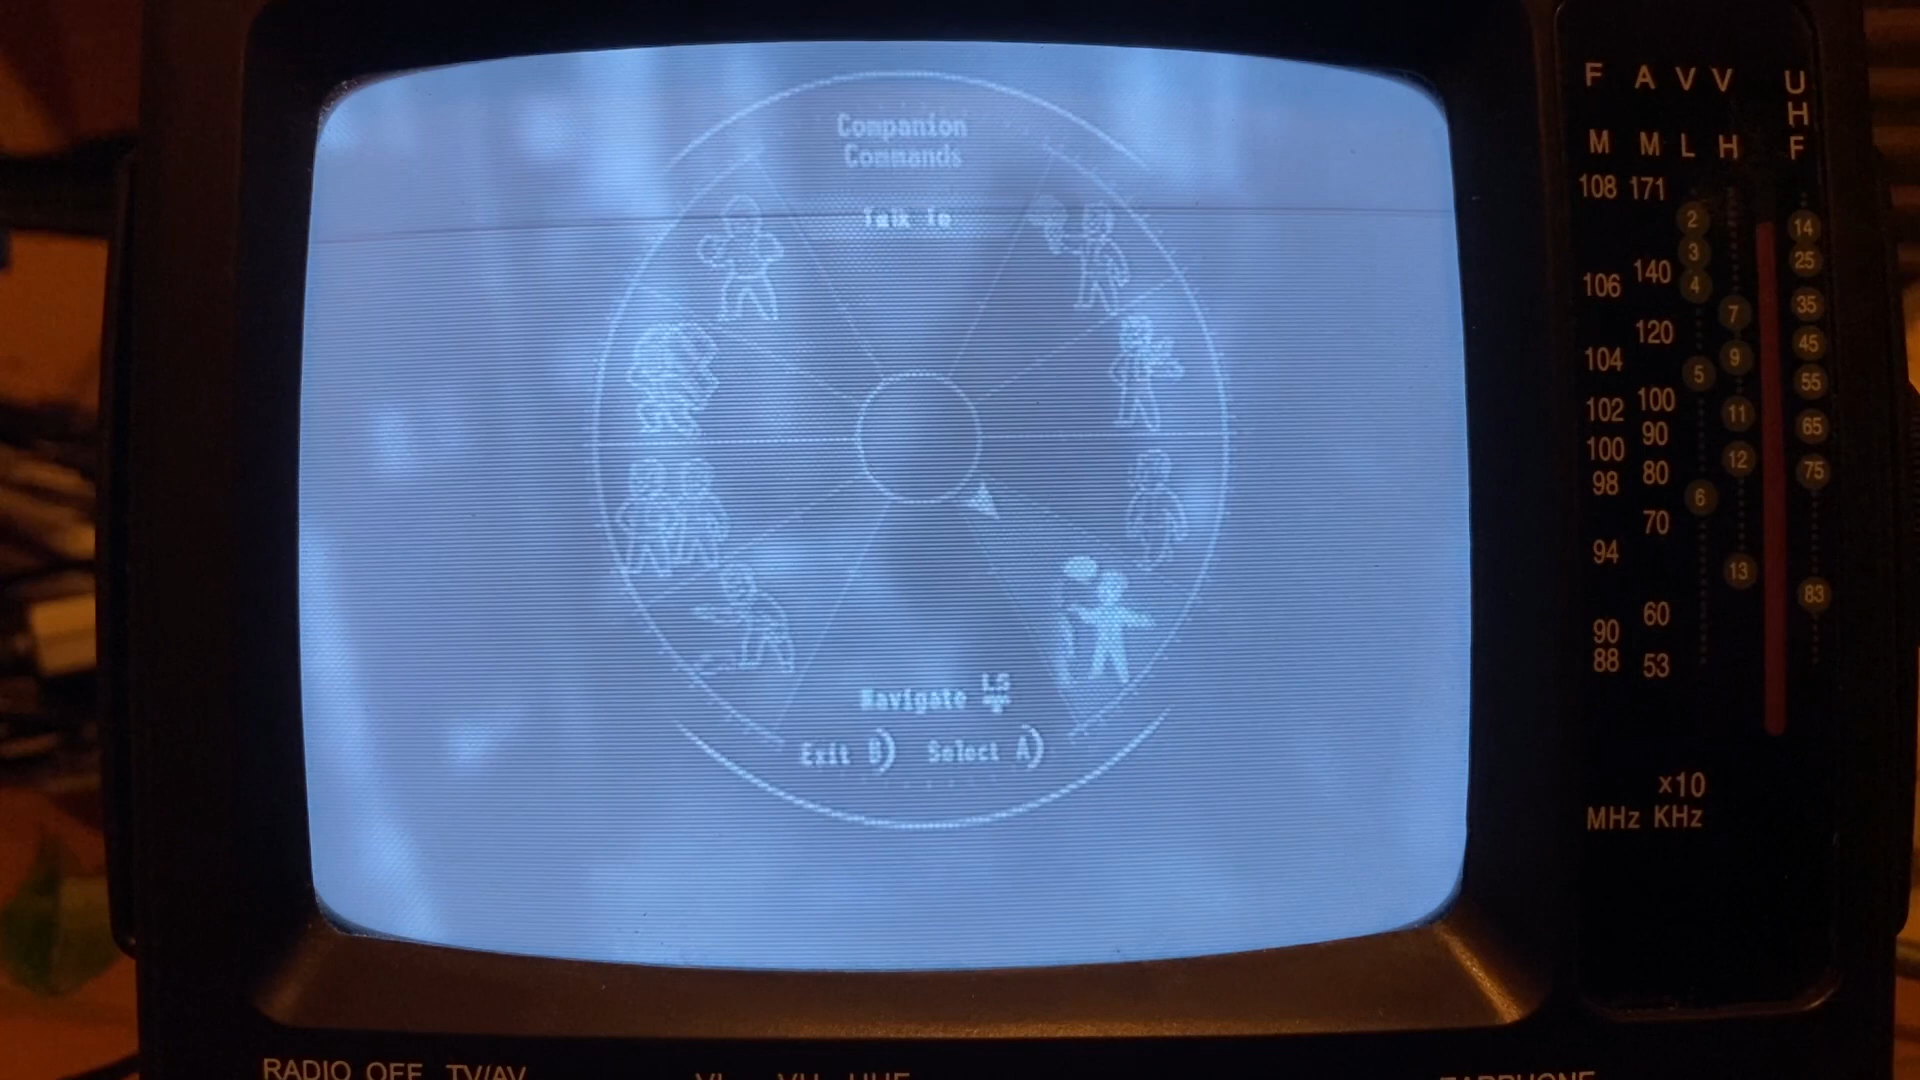 Companion
Commands
Talk To
Navigate LS
Exit B) Select A)
F A V V U
H
M M L H F
108 171
2 14
3 25
106 140 4
7 35
120
104 9 45
5 55
102 100 11
100 90 65
98 80 12 75
6
70
94
13
83
90 60
88 53
x10
MHz KHz
RADIO OFF TV/AV
EARPHONE